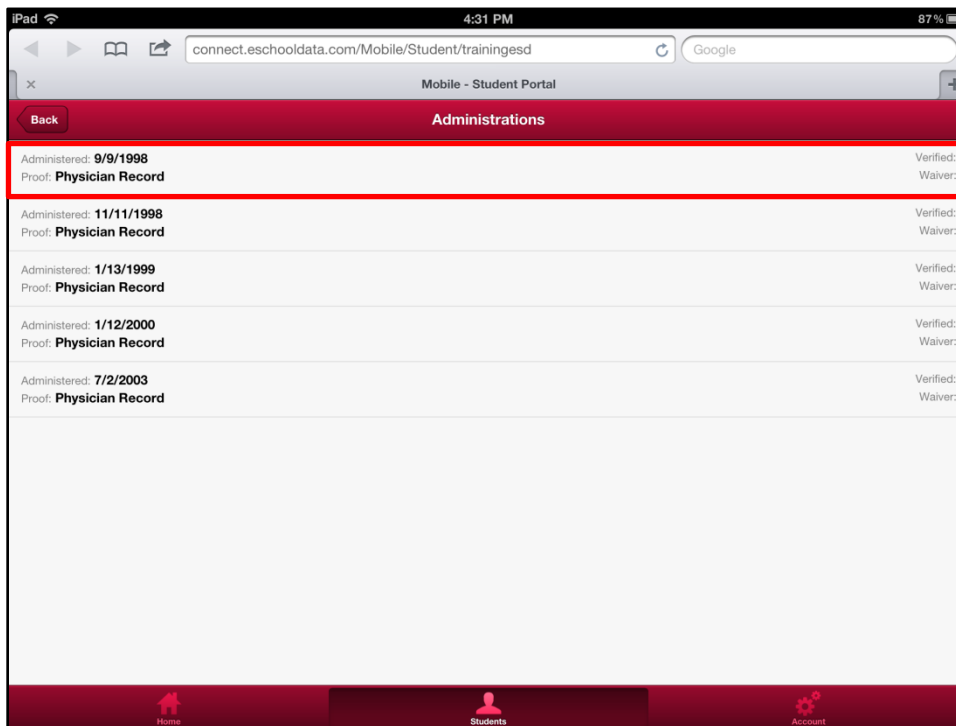 iPad 4:31 PM 87%
connect.eschooldata.com/Mobile/Student/trainingesd Google
Mobile - Student Portal
Back Administrations
Administered: 9/9/1998 Verified:
Proof: Physician Record Waiver:
Administered: 11/11/1998 Verified:
Proof: Physician Record Waiver:
Administered: 1/13/1999 Verified:
Proof: Physician Record Waiver:
Administered: 1/12/2000 Verified:
Proof: Physician Record Waiver:
Administered: 7/2/2003 Verified:
Proof: Physician Record Waiver:
Home Students Account